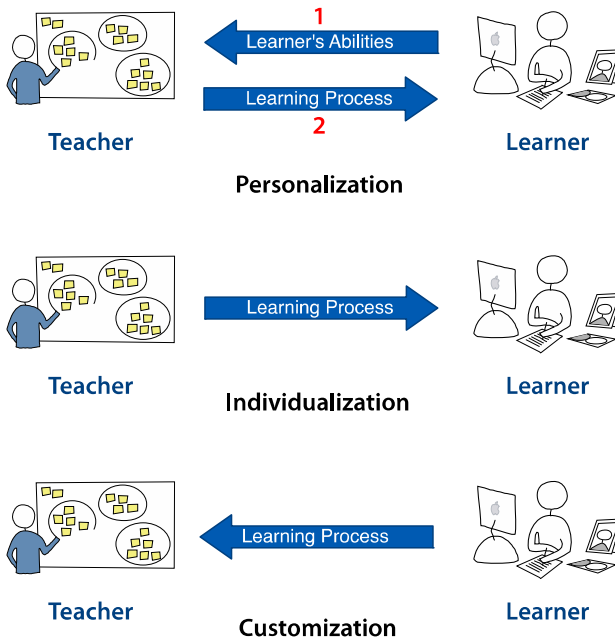 1
Learner's Abilities
Learning Process
2
Teacher
Learner
Personalization
Learning Process
Teacher
Learner
Individualization
Learning Process
Teacher
Learner
Customization